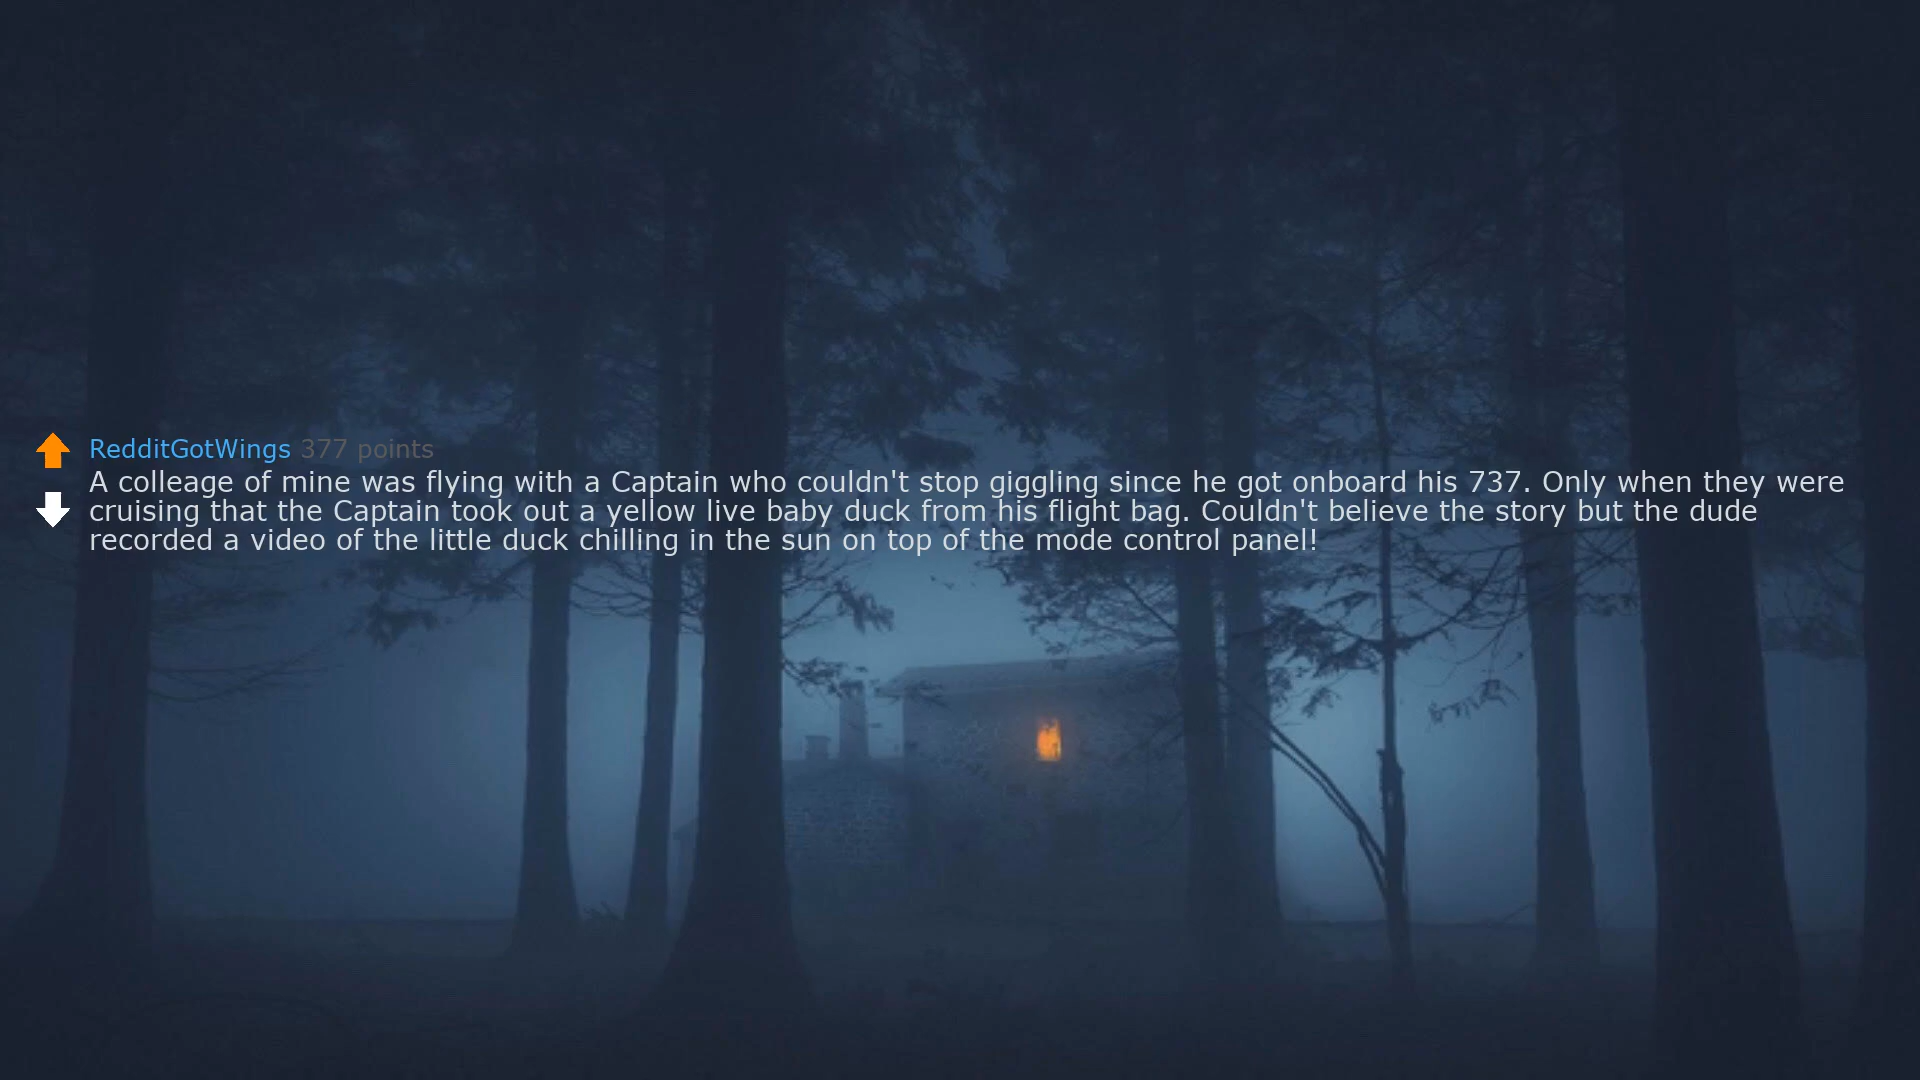 RedditGotWings 377 points
A colleage of mine was flying with a Captain who couldn't stop giggling since he got onboard his 737. Only when they were
cruising that the Captain took out a yellow live baby duck from his flight bag. Couldn't believe the story but the dude
recorded a video of the little duck chilling in the sun on top of the mode control panel!